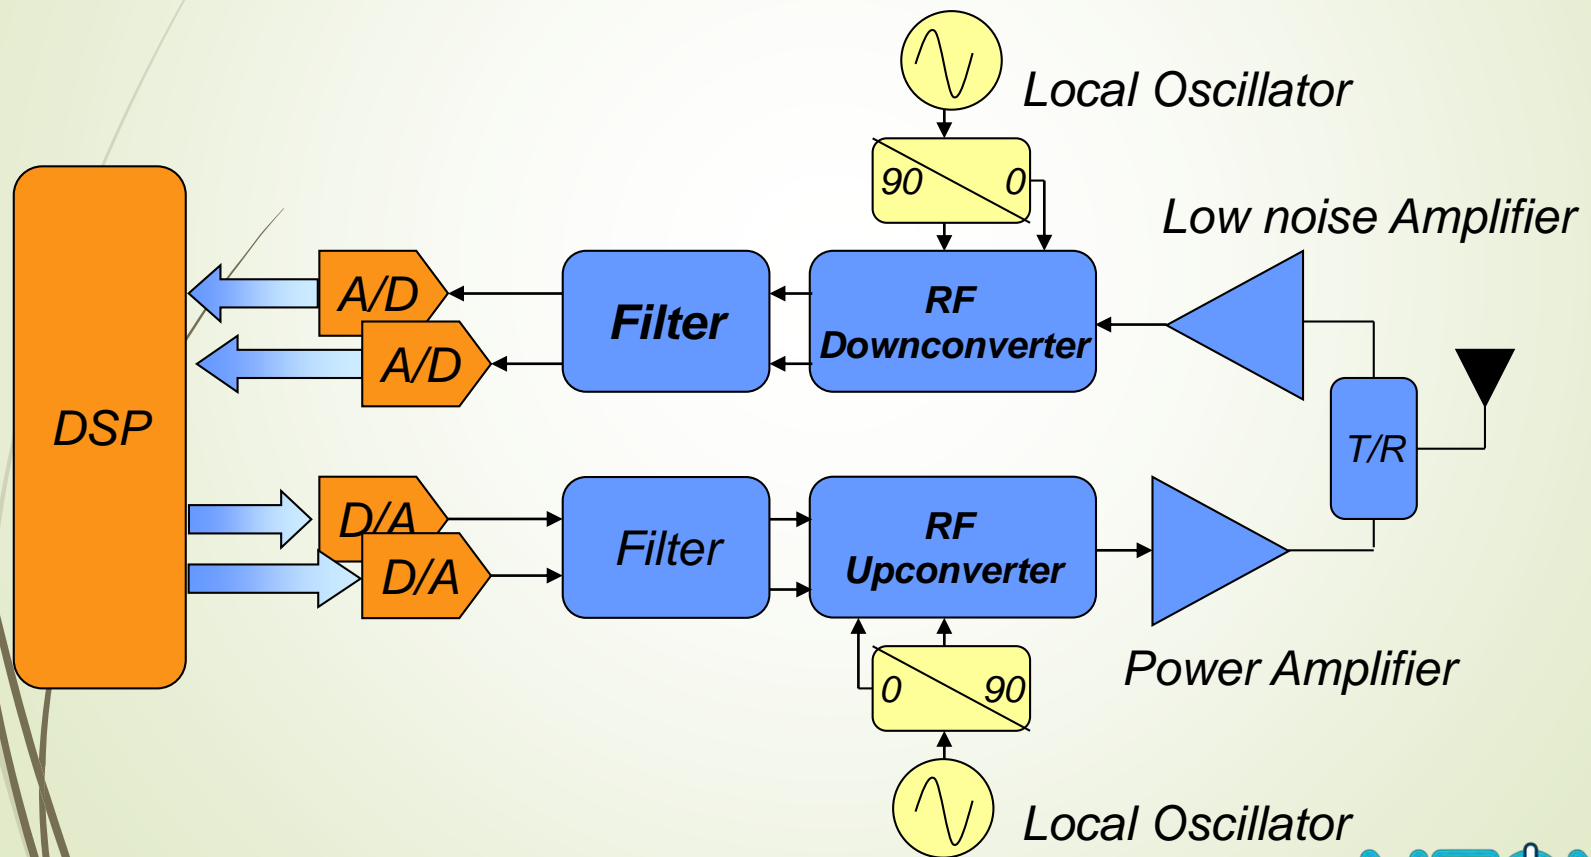 Local Oscillator
90 0
Low noise Amplifier
A/D
Filter
RF
Downconverter
A/D
DSP
T/R
D/A
Filter
RF
Upconverter
D/A
Power Amplifier
0 90
Local Oscillator